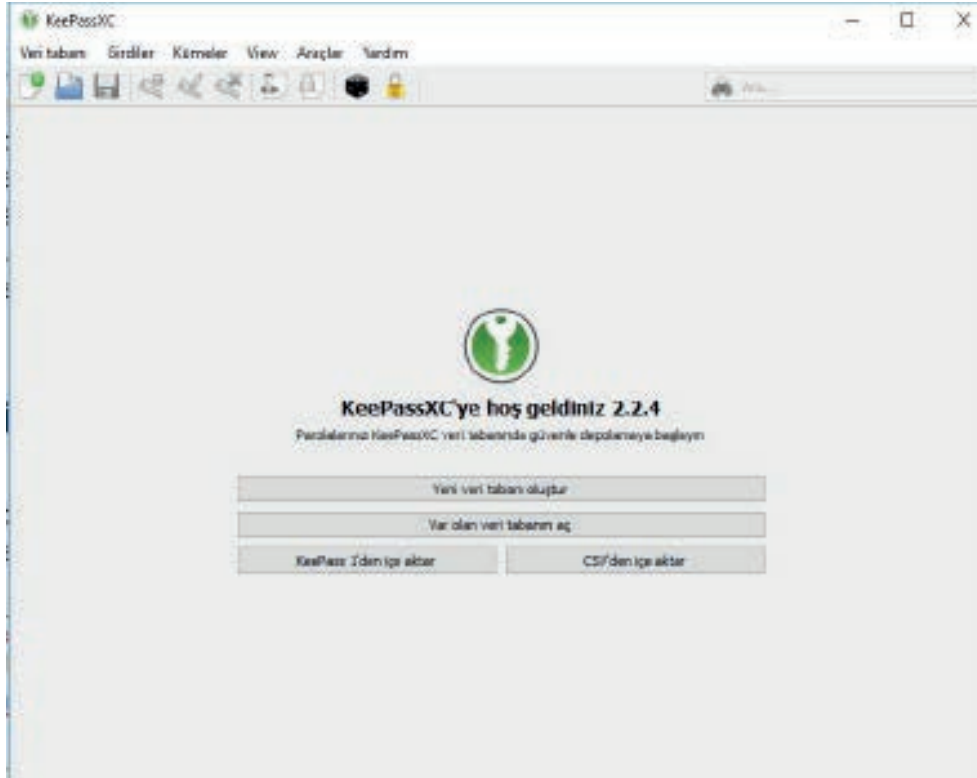 KeePassXC
Veri tabanı Girdiler Kümeler View Araçlar Yardım
Ara...
KeePassXC'ye hoş geldiniz 2.2.4
Parolalarınızı KeePassXC veri tabanında güvenle depolamaya başlayın
Yeni veri tabanı oluştur
Var olan veri tabanını aç
KeePass 1'den içe aktar
CSV'den içe aktar